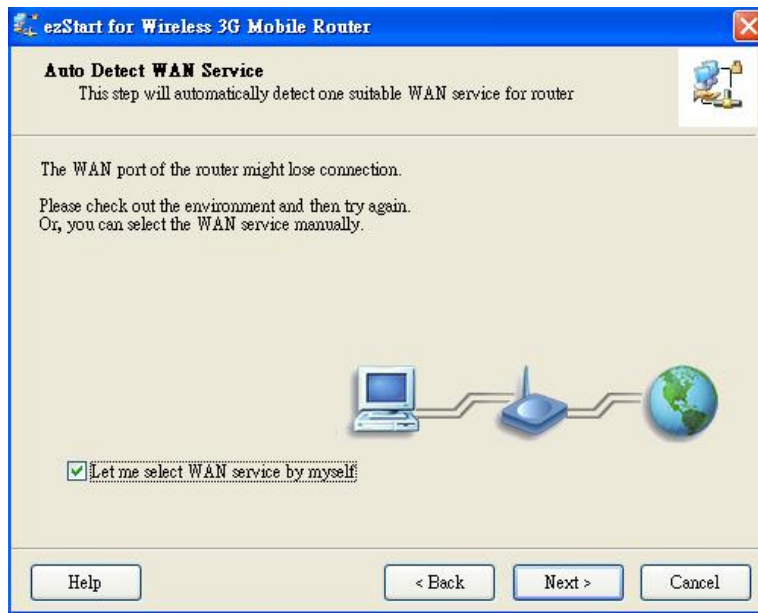 ezStart for Wireless 3G Mobile Router
Auto Detect WAN Service
This step will automatically detect one suitable WAN service for router
The WAN port of the router might lose connection.
Please check out the environment and then try again.
Or, you can select the WAN service manually.
Let me select WAN service by myself
Help
< Back
Next >
Cancel